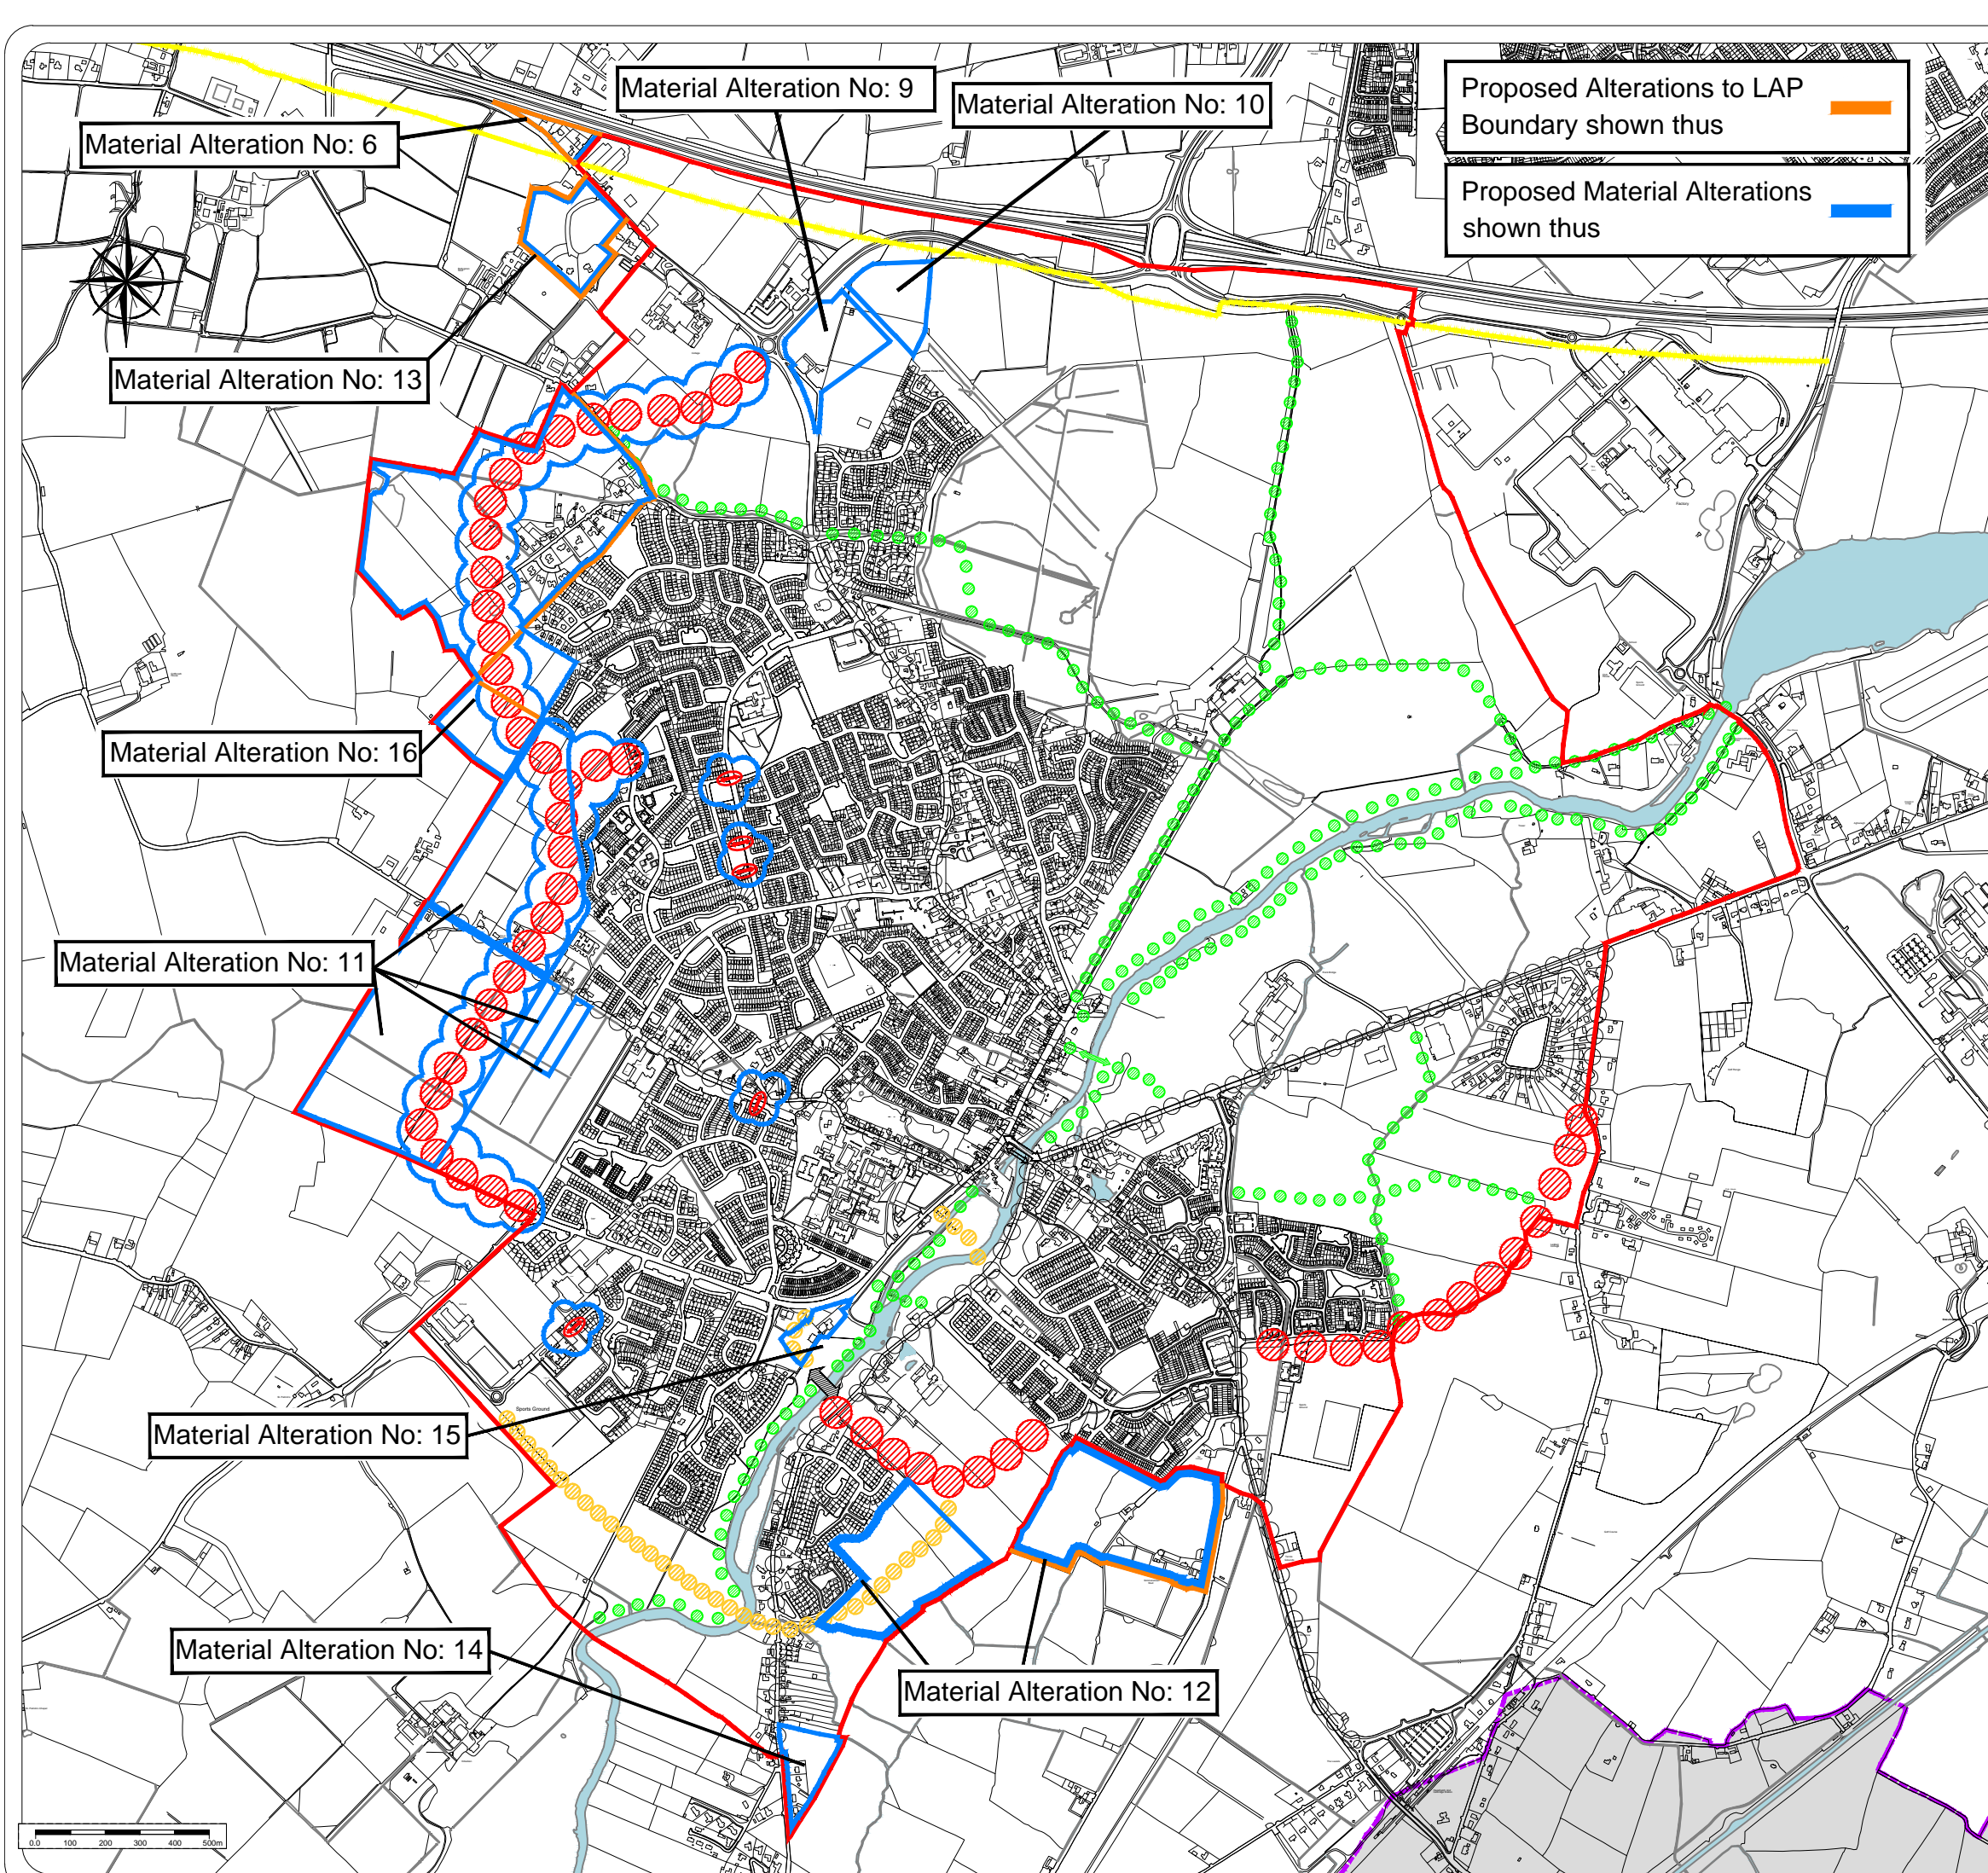 Material Alteration No: 9
Material Alteration No: 10
Proposed Alterations to LAP
Boundary shown thus
Material Alteration No: 6
Proposed Material Alterations
shown thus
Material Alteration No: 13
Material Alteration No: 16
Material Alteration No: 11
Sports Ground
Material Alteration No: 15
Material Alteration No: 14
Material Alteration No: 12
0.0 100 200 300 400 500m